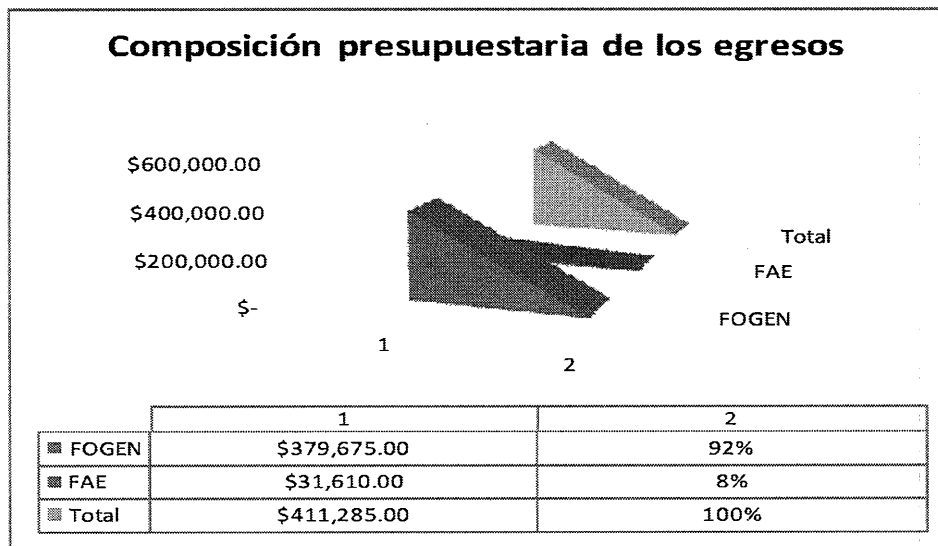 Composición presupuestaria de los egresos
$600,000.00
$400,000.00
$200,000.00
$-
Total
FAE
FOGEN
1
2
1 2
FOGEN $379,675.00 92%
FAE $31,610.00 8%
Total $411,285.00 100%